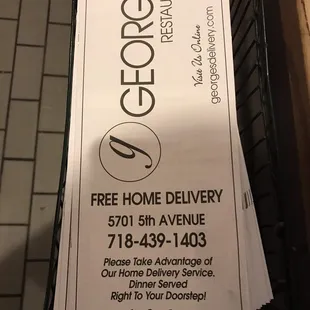 GEORG
RESTAU
Visit Us Online
georgesdelivery.com
g
FREE HOME DELIVERY
5701 5th AVENUE
718-439-1403
Please Take Advantage of
Our Home Delivery Service.
Dinner Served
Right To Your Doorstep!